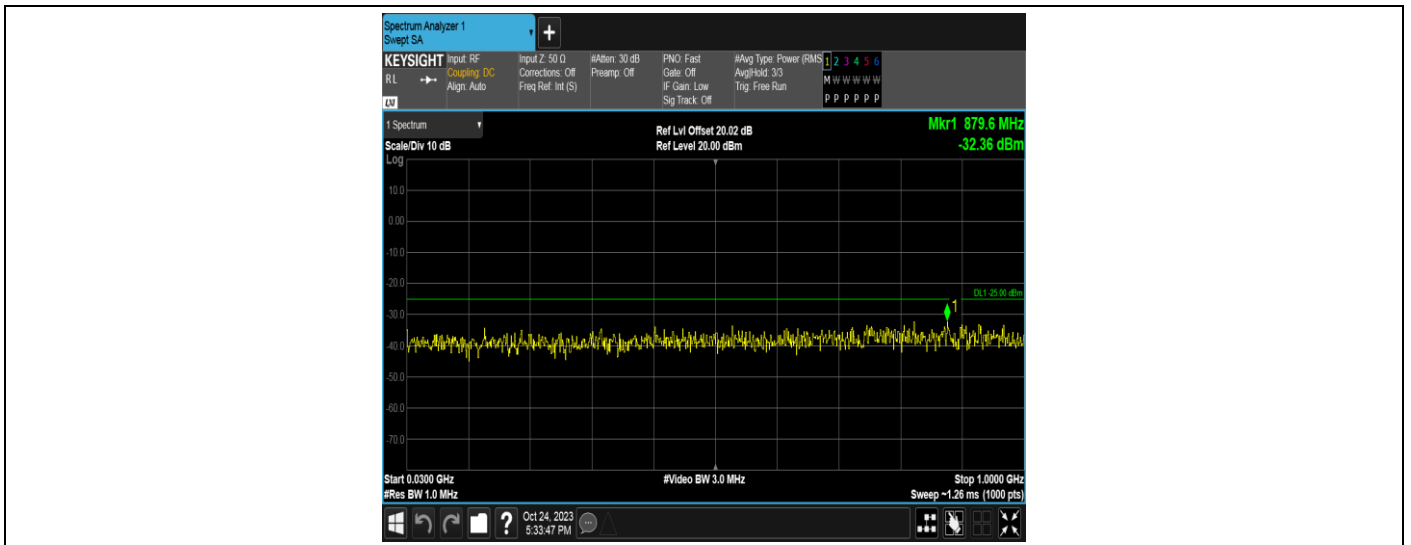 Spectrum Analyzer 1
Swept SA
+
KEYSIGHT Input: RF Input Z: 50 Ω #Atten: 30 dB PNO: Fast #Avg Type: Power (RMS 1 2 3 4 5 6
RL Coupling: DC Corrections: Off Preamp: Off Gate: Off Avg|Hold: 3/3 M W W W W W
Align: Auto Freq Ref: Int (S) IF Gain: Low Trig: Free Run P P P P P P
LXI Sig Track: Off
1 Spectrum Ref Lvl Offset 20.02 dB Mkr1 879.6 MHz
Scale/Div 10 dB Ref Level 20.00 dBm -32.36 dBm
Log
10.0
0.00
-10.0
-20.0
DL1 -25.00 dBm
1
-30.0
-40.0
-50.0
-60.0
-70.0
Start 0.0300 GHz #Video BW 3.0 MHz Stop 1.0000 GHz
#Res BW 1.0 MHz Sweep ~1.26 ms (1000 pts)
? Oct 24, 2023
5:33:47 PM